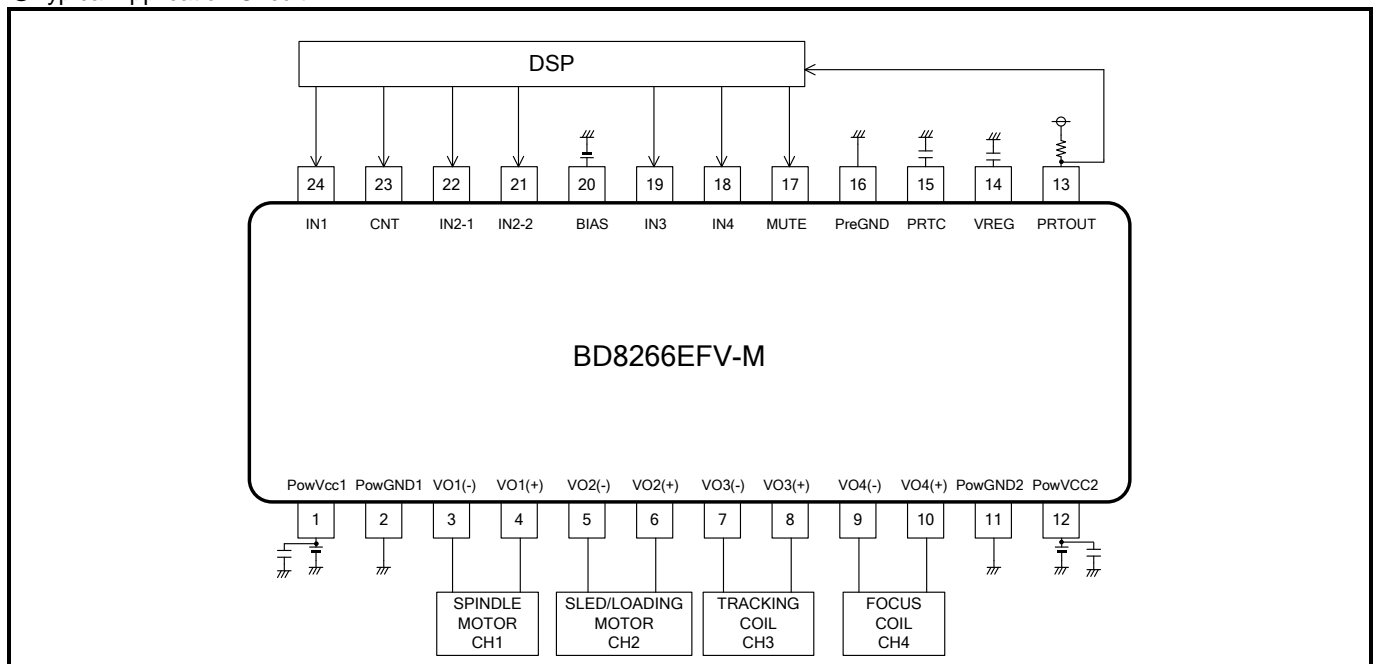 DSP
24 23 22 21 20 19 18 17 16 15 14 13
IN1 CNT IN2-1 IN2-2 BIAS IN3 IN4 MUTE PreGND PRTC VREG PRTOUT
BD8266EFV-M
PowVcc1 PowGND1 VO1(-) VO1(+) VO2(-) VO2(+) VO3(-) VO3(+) VO4(-) VO4(+) PowGND2 PowVCC2
1 2 3 4 5 6 7 8 9 10 11 12
SPINDLE
MOTOR
CH1
SLED/LOADING
MOTOR
CH2
TRACKING
COIL
CH3
FOCUS
COIL
CH4